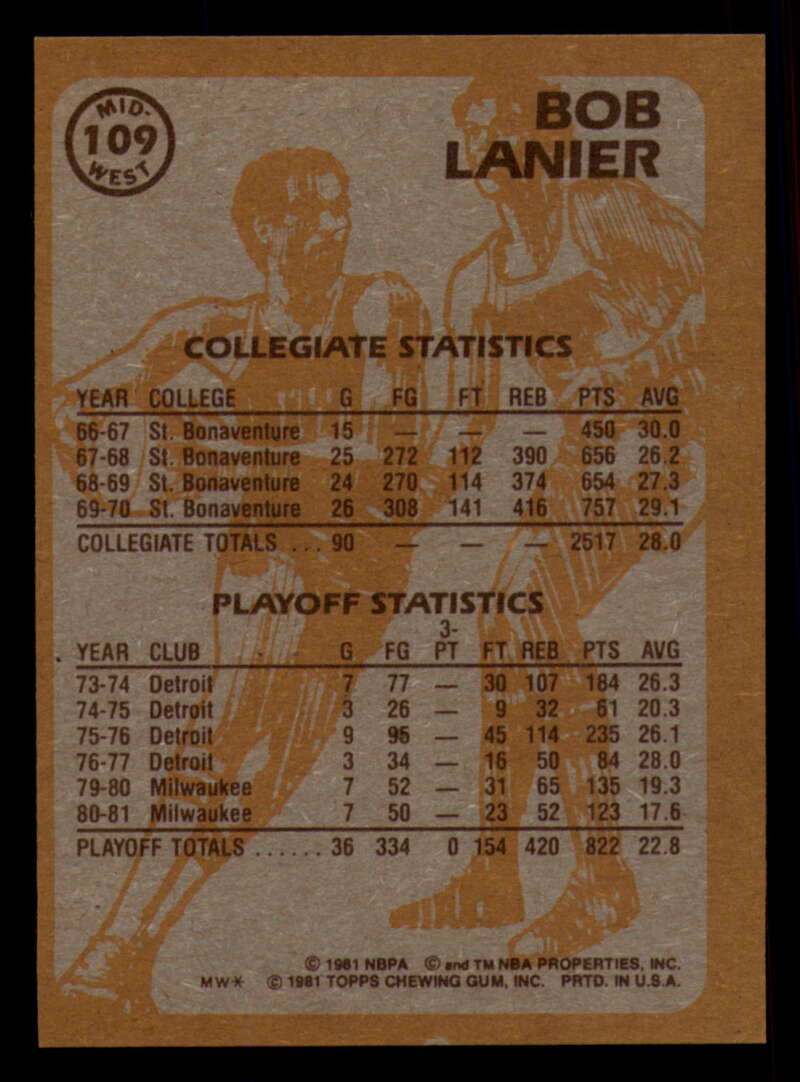 MID-
109
WEST
BOB
LANIER
COLLEGIATE STATISTICS
YEAR COLLEGE G FG FT REB PTS AVG
66-67 St. Bonaventure 15 — — — 450 30.0
67-68 St. Bonaventure 25 272 112 390 656 26.2
68-69 St. Bonaventure 24 270 114 374 654 27.3
69-70 St. Bonaventure 26 308 141 416 757 29.1
COLLEGIATE TOTALS ... 90 — — — 2517 28.0
PLAYOFF STATISTICS
YEAR CLUB G FG 3-PT FT REB PTS AVG
73-74 Detroit 7 77 — 30 107 184 26.3
74-75 Detroit 3 26 — 9 32 61 20.3
75-76 Detroit 9 95 — 45 114 235 26.1
76-77 Detroit 3 34 — 16 50 84 28.0
79-80 Milwaukee 7 52 — 31 65 135 19.3
80-81 Milwaukee 7 50 — 23 52 123 17.6
PLAYOFF TOTALS ...... 36 334 0 154 420 822 22.8
© 1981 NBPA © and TM NBA PROPERTIES, INC.
MW* © 1981 TOPPS CHEWING GUM, INC. PRTD. IN U.S.A.